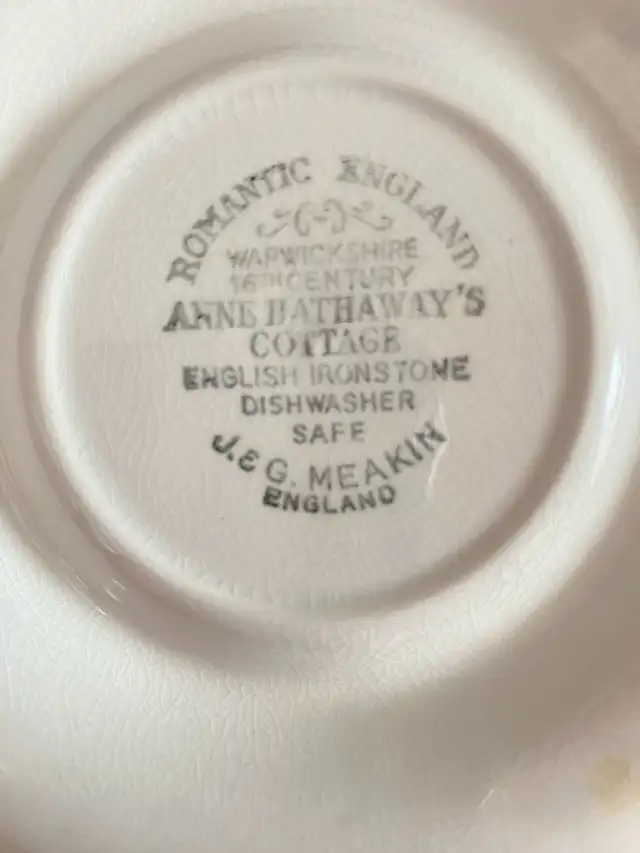 ROMANTIC ENGLAND
WARWICKSHIRE
16TH CENTURY
ANNE HATHAWAY'S
COTTAGE
ENGLISH IRONSTONE
DISHWASHER
SAFE
J. & G. MEAKIN
ENGLAND